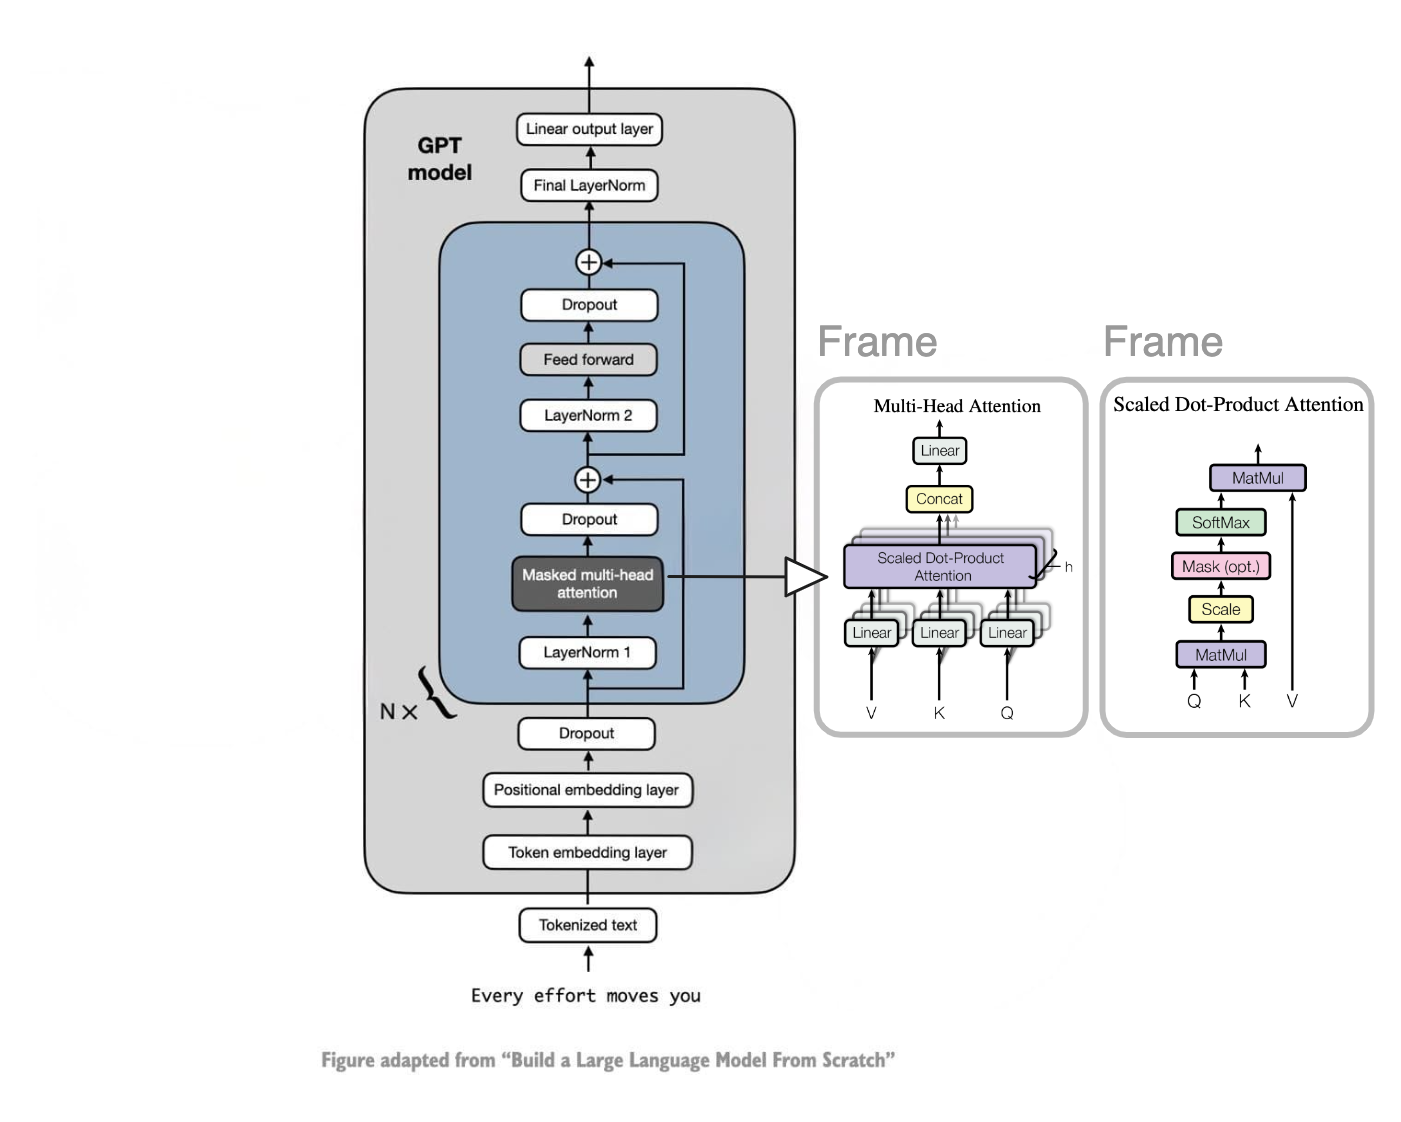 GPT
model
Linear output layer
Final LayerNorm
Dropout
Feed forward
LayerNorm 2
Dropout
Masked multi-head
attention
LayerNorm 1
N×
Dropout
Positional embedding layer
Token embedding layer
Tokenized text
Every effort moves you
Frame
Multi-Head Attention
Linear
Concat
Scaled Dot-Product
Attention
h
Linear Linear Linear
V K Q
Frame
Scaled Dot-Product Attention
MatMul
SoftMax
Mask (opt.)
Scale
MatMul
Q K V
Figure adapted from “Build a Large Language Model From Scratch”